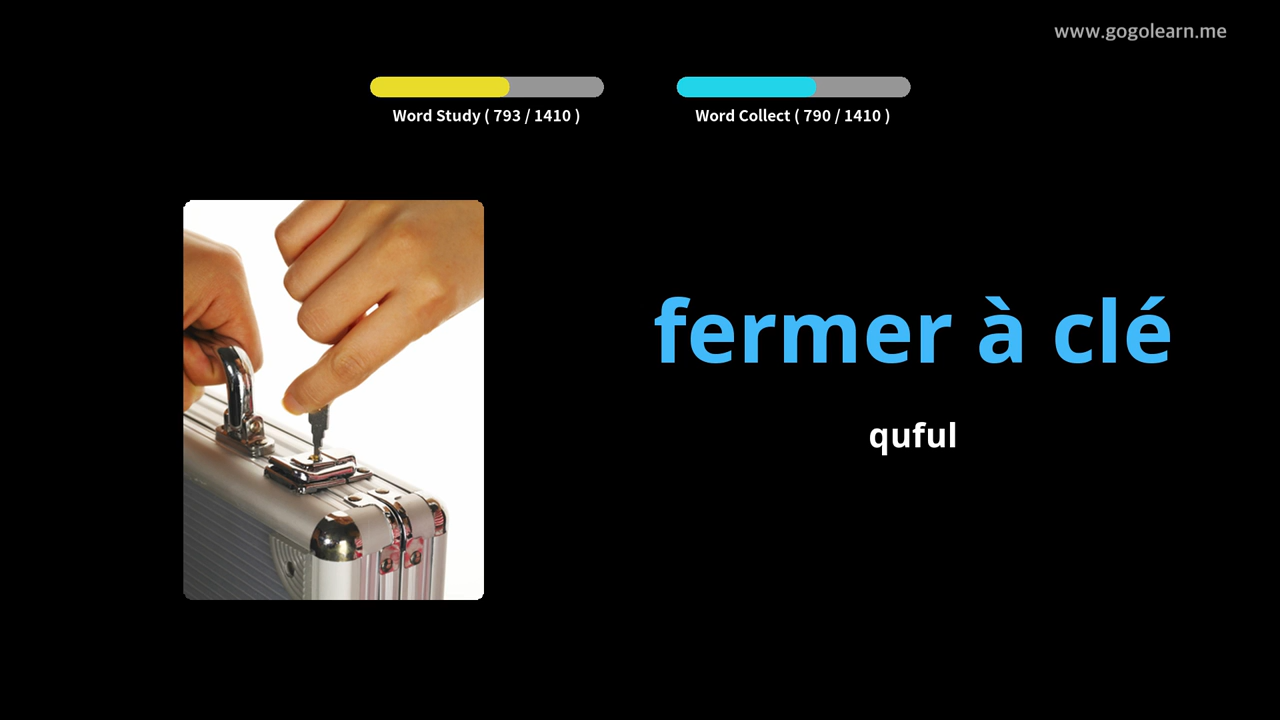 www.gogolearn.me
Word Study ( 793 / 1410 )
Word Collect ( 790 / 1410 )
fermer à clé
quful